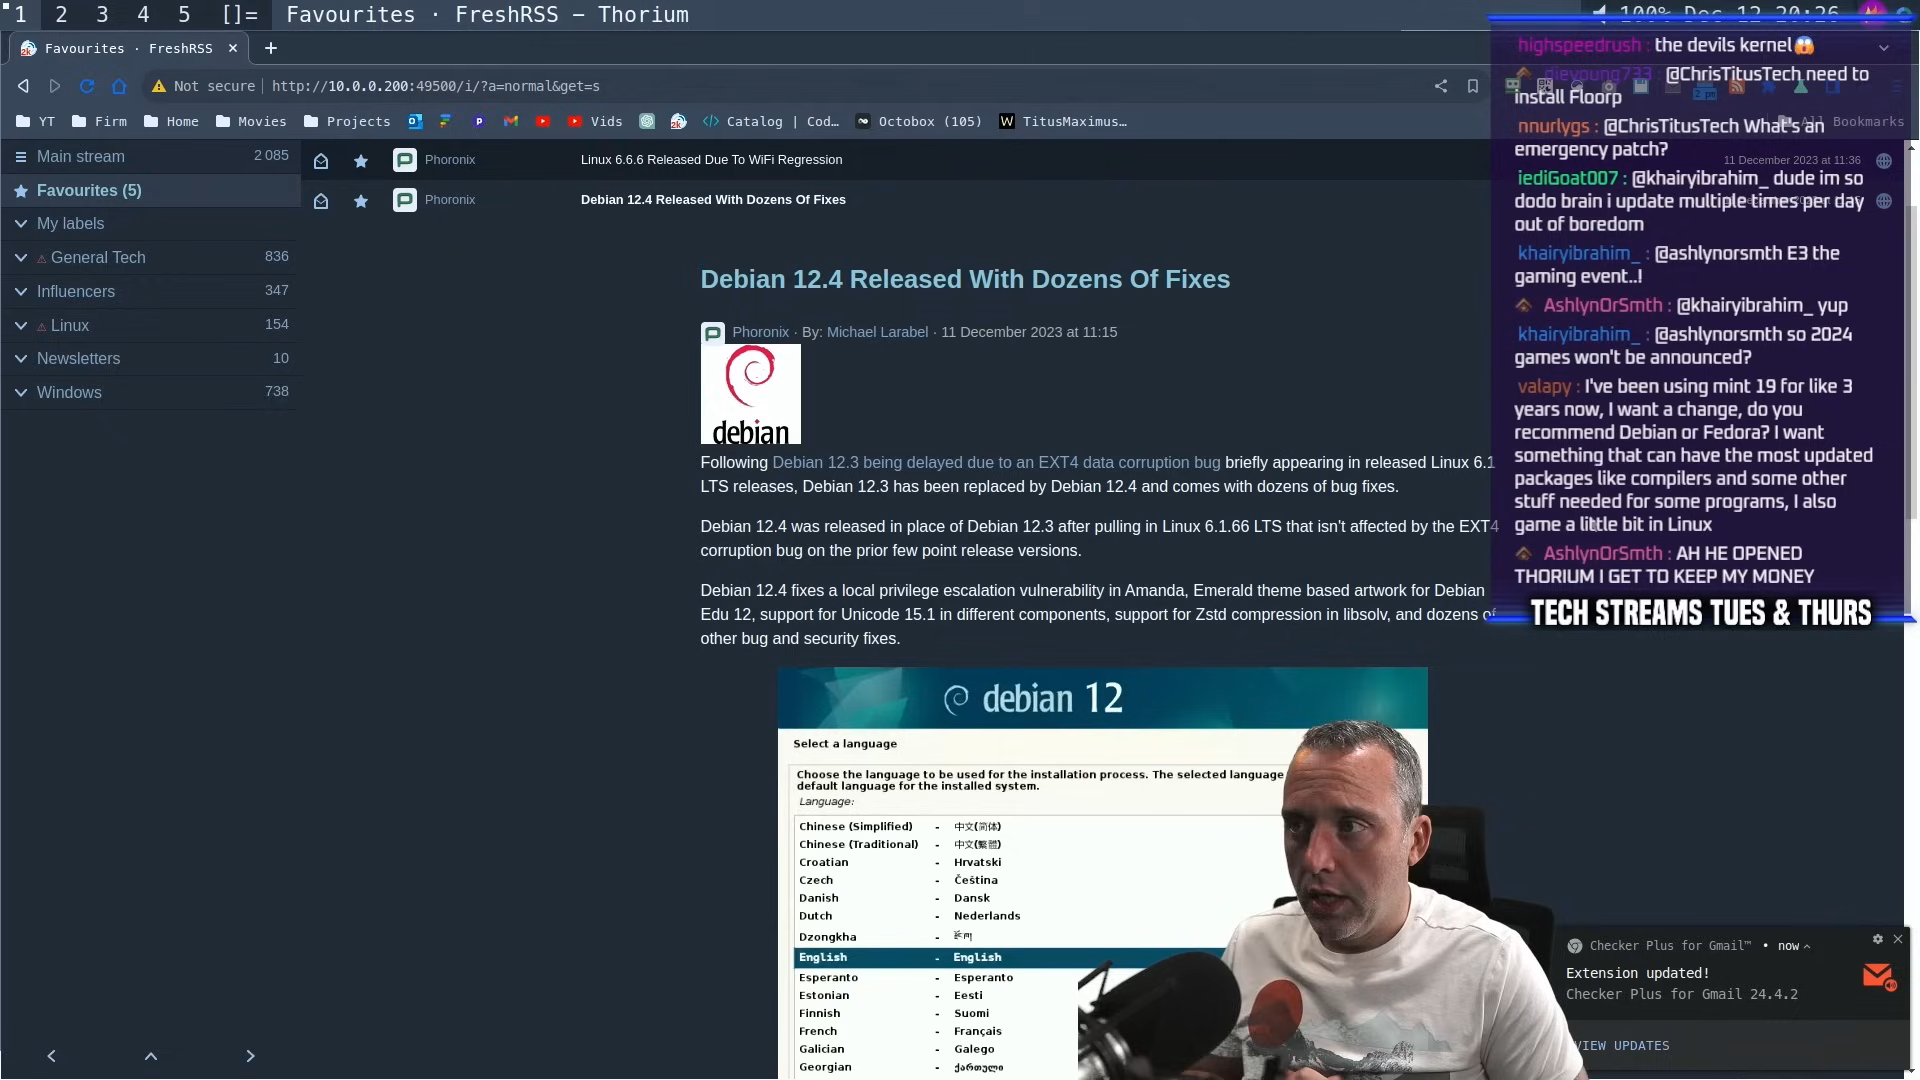 1 2 3 4 5 []= Favourites · FreshRSS – Thorium
100% Dec 12 20:26
Favourites · FreshRSS
Not secure http://10.0.0.200:49500/i/?a=normal&get=s
YT Firm Home Movies Projects Vids Catalog | Cod… Octobox (105) TitusMaximus…
All Bookmarks
Main stream 2 085
Favourites (5)
My labels
General Tech 836
Influencers 347
Linux 154
Newsletters 10
Windows 738
Phoronix Linux 6.6.6 Released Due To WiFi Regression 11 December 2023 at 11:36
Phoronix Debian 12.4 Released With Dozens Of Fixes
Debian 12.4 Released With Dozens Of Fixes
Phoronix · By: Michael Larabel · 11 December 2023 at 11:15
debian
Following Debian 12.3 being delayed due to an EXT4 data corruption bug briefly appearing in released Linux 6.1
LTS releases, Debian 12.3 has been replaced by Debian 12.4 and comes with dozens of bug fixes.
Debian 12.4 was released in place of Debian 12.3 after pulling in Linux 6.1.66 LTS that isn't affected by the EXT4
corruption bug on the prior few point release versions.
Debian 12.4 fixes a local privilege escalation vulnerability in Amanda, Emerald theme based artwork for Debian
Edu 12, support for Unicode 15.1 in different components, support for Zstd compression in libsolv, and dozens of
other bug and security fixes.
debian 12
Select a language
Choose the language to be used for the installation process. The selected language
default language for the installed system.
Language:
Chinese (Simplified) - 中文(简体)
Chinese (Traditional) - 中文(繁體)
Croatian - Hrvatski
Czech - Čeština
Danish - Dansk
Dutch - Nederlands
Dzongkha - རྫོང་ཁ
English - English
Esperanto - Esperanto
Estonian - Eesti
Finnish - Suomi
French - Français
Galician - Galego
Georgian - ქართული
highspeedrush : the devils kernel😱
dieyoung733 : @ChrisTitusTech need to
install Floorp
nnurlygs : @ChrisTitusTech What's an
emergency patch?
iediGoat007 : @khairyibrahim_ dude im so
dodo brain i update multiple times per day
out of boredom
khairyibrahim_ : @ashlynorsmth E3 the
gaming event..!
AshlynOrSmth : @khairyibrahim_ yup
khairyibrahim_ : @ashlynorsmth so 2024
games won't be announced?
valapy : I've been using mint 19 for like 3
years now, I want a change, do you
recommend Debian or Fedora? I want
something that can have the most updated
packages like compilers and some other
stuff needed for some programs, I also
game a little bit in Linux
AshlynOrSmth : AH HE OPENED
THORIUM I GET TO KEEP MY MONEY
TECH STREAMS TUES & THURS
Checker Plus for Gmail™ • now
Extension updated!
Checker Plus for Gmail 24.4.2
VIEW UPDATES